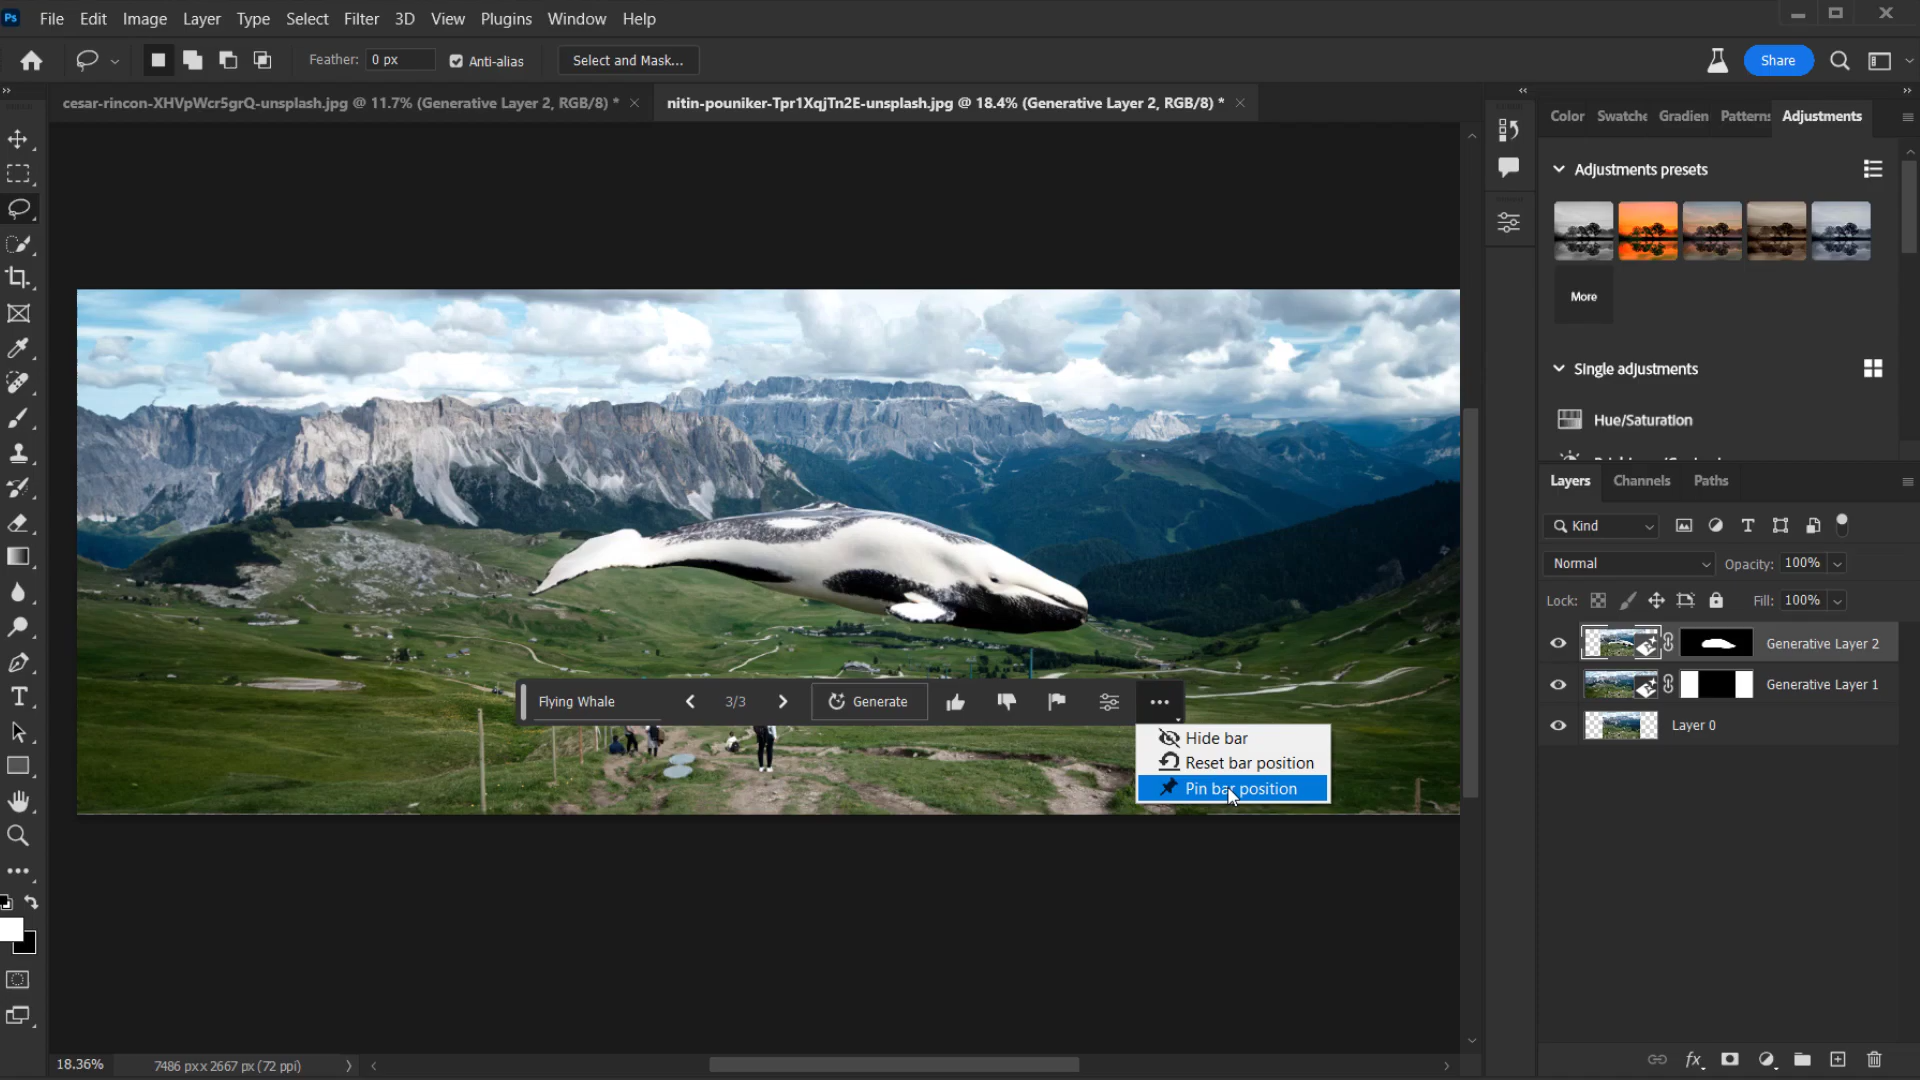 Ps File Edit Image Layer Type Select Filter 3D View Plugins Window Help
Feather: 0 px Anti-alias Select and Mask... Share
cesar-rincon-XHVpWcr5grQ-unsplash.jpg @ 11.7% (Generative Layer 2, RGB/8) *
nitin-pouniker-Tpr1XqjTn2E-unsplash.jpg @ 18.4% (Generative Layer 2, RGB/8) *
Color Swatche Gradien Patterns Adjustments
Adjustments presets
More
Single adjustments
Hue/Saturation
Layers Channels Paths
Kind
Normal Opacity: 100%
Lock: Fill: 100%
Generative Layer 2
Generative Layer 1
Layer 0
Flying Whale 3/3 Generate
Hide bar
Reset bar position
Pin bar position
18.36% 7486 px x 2667 px (72 ppi)